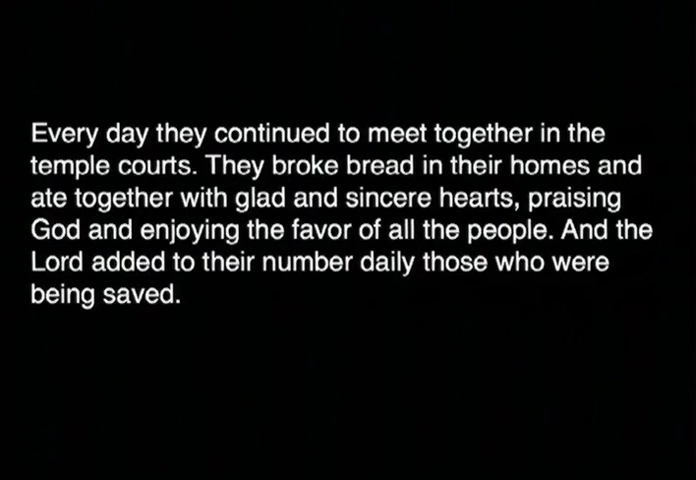 Every day they continued to meet together in the
temple courts. They broke bread in their homes and
ate together with glad and sincere hearts, praising
God and enjoying the favor of all the people. And the
Lord added to their number daily those who were
being saved.